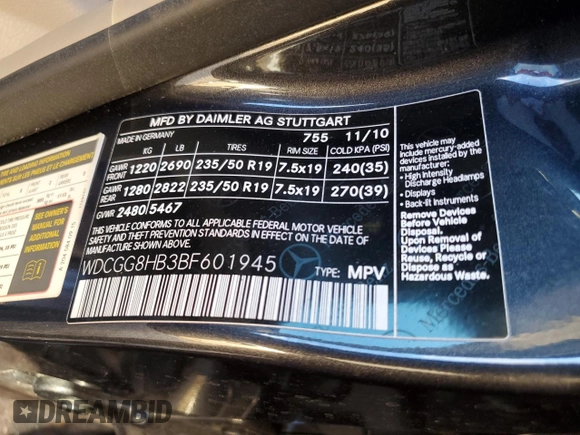 MFD BY DAIMLER AG STUTTGART
MADE IN GERMANY 755 11/10
KG LB TIRES RIM SIZE COLD KPA (PSI)
GAWR FRONT 1220 2690 235/50 R19 7.5x19 240(35)
GAWR REAR 1280 2822 235/50 R19 7.5x19 270(39)
GVWR 2480 5467
THIS VEHICLE CONFORMS TO ALL APPLICABLE FEDERAL MOTOR VEHICLE
SAFETY AND THEFT PREVENTION STANDARDS IN EFFECT ON THE DATE OF
MANUFACTURE SHOWN ABOVE.
WDCGG8HB3BF601945 TYPE: MPV
This vehicle may
include mercury-added
devices installed by
the manufacturer:
• High Intensity
Discharge Headlamps
• Displays
• Back-lit Instruments
Remove Devices
Before Vehicle
Disposal.
Upon Removal of
Devices Please
Reuse, Recycle or
Dispose as
Hazardous Waste.
SEE OWNER'S
MANUAL FOR
ADDITIONAL
INFORMATION
DREAMBID